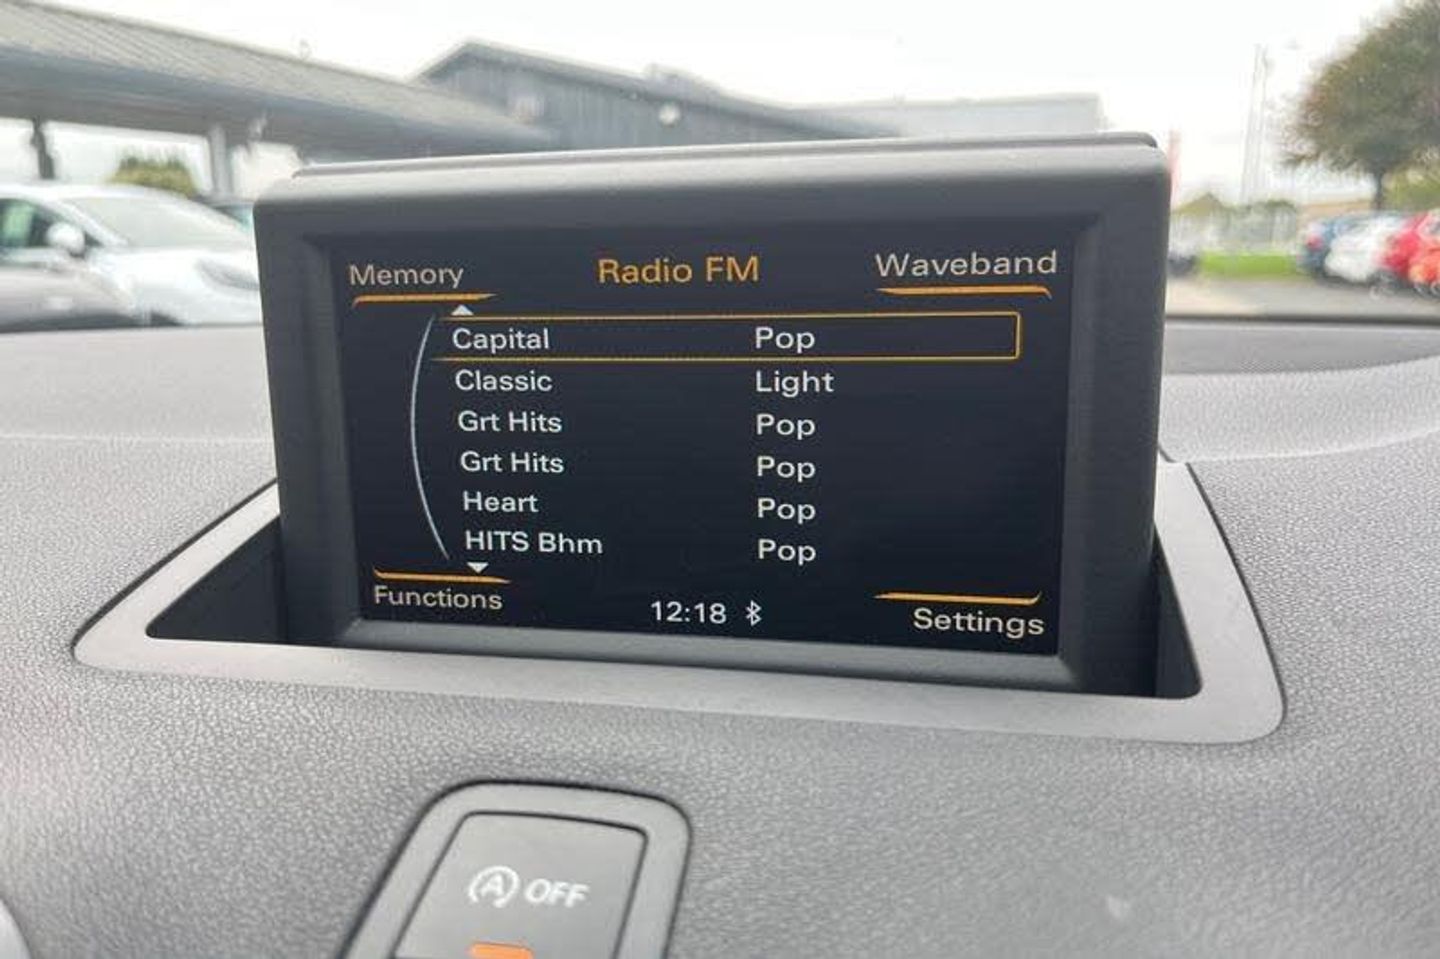 Memory Radio FM Waveband
Capital Pop
Classic Light
Grt Hits Pop
Grt Hits Pop
Heart Pop
HITS Bhm Pop
Functions 12:18 Settings
A OFF